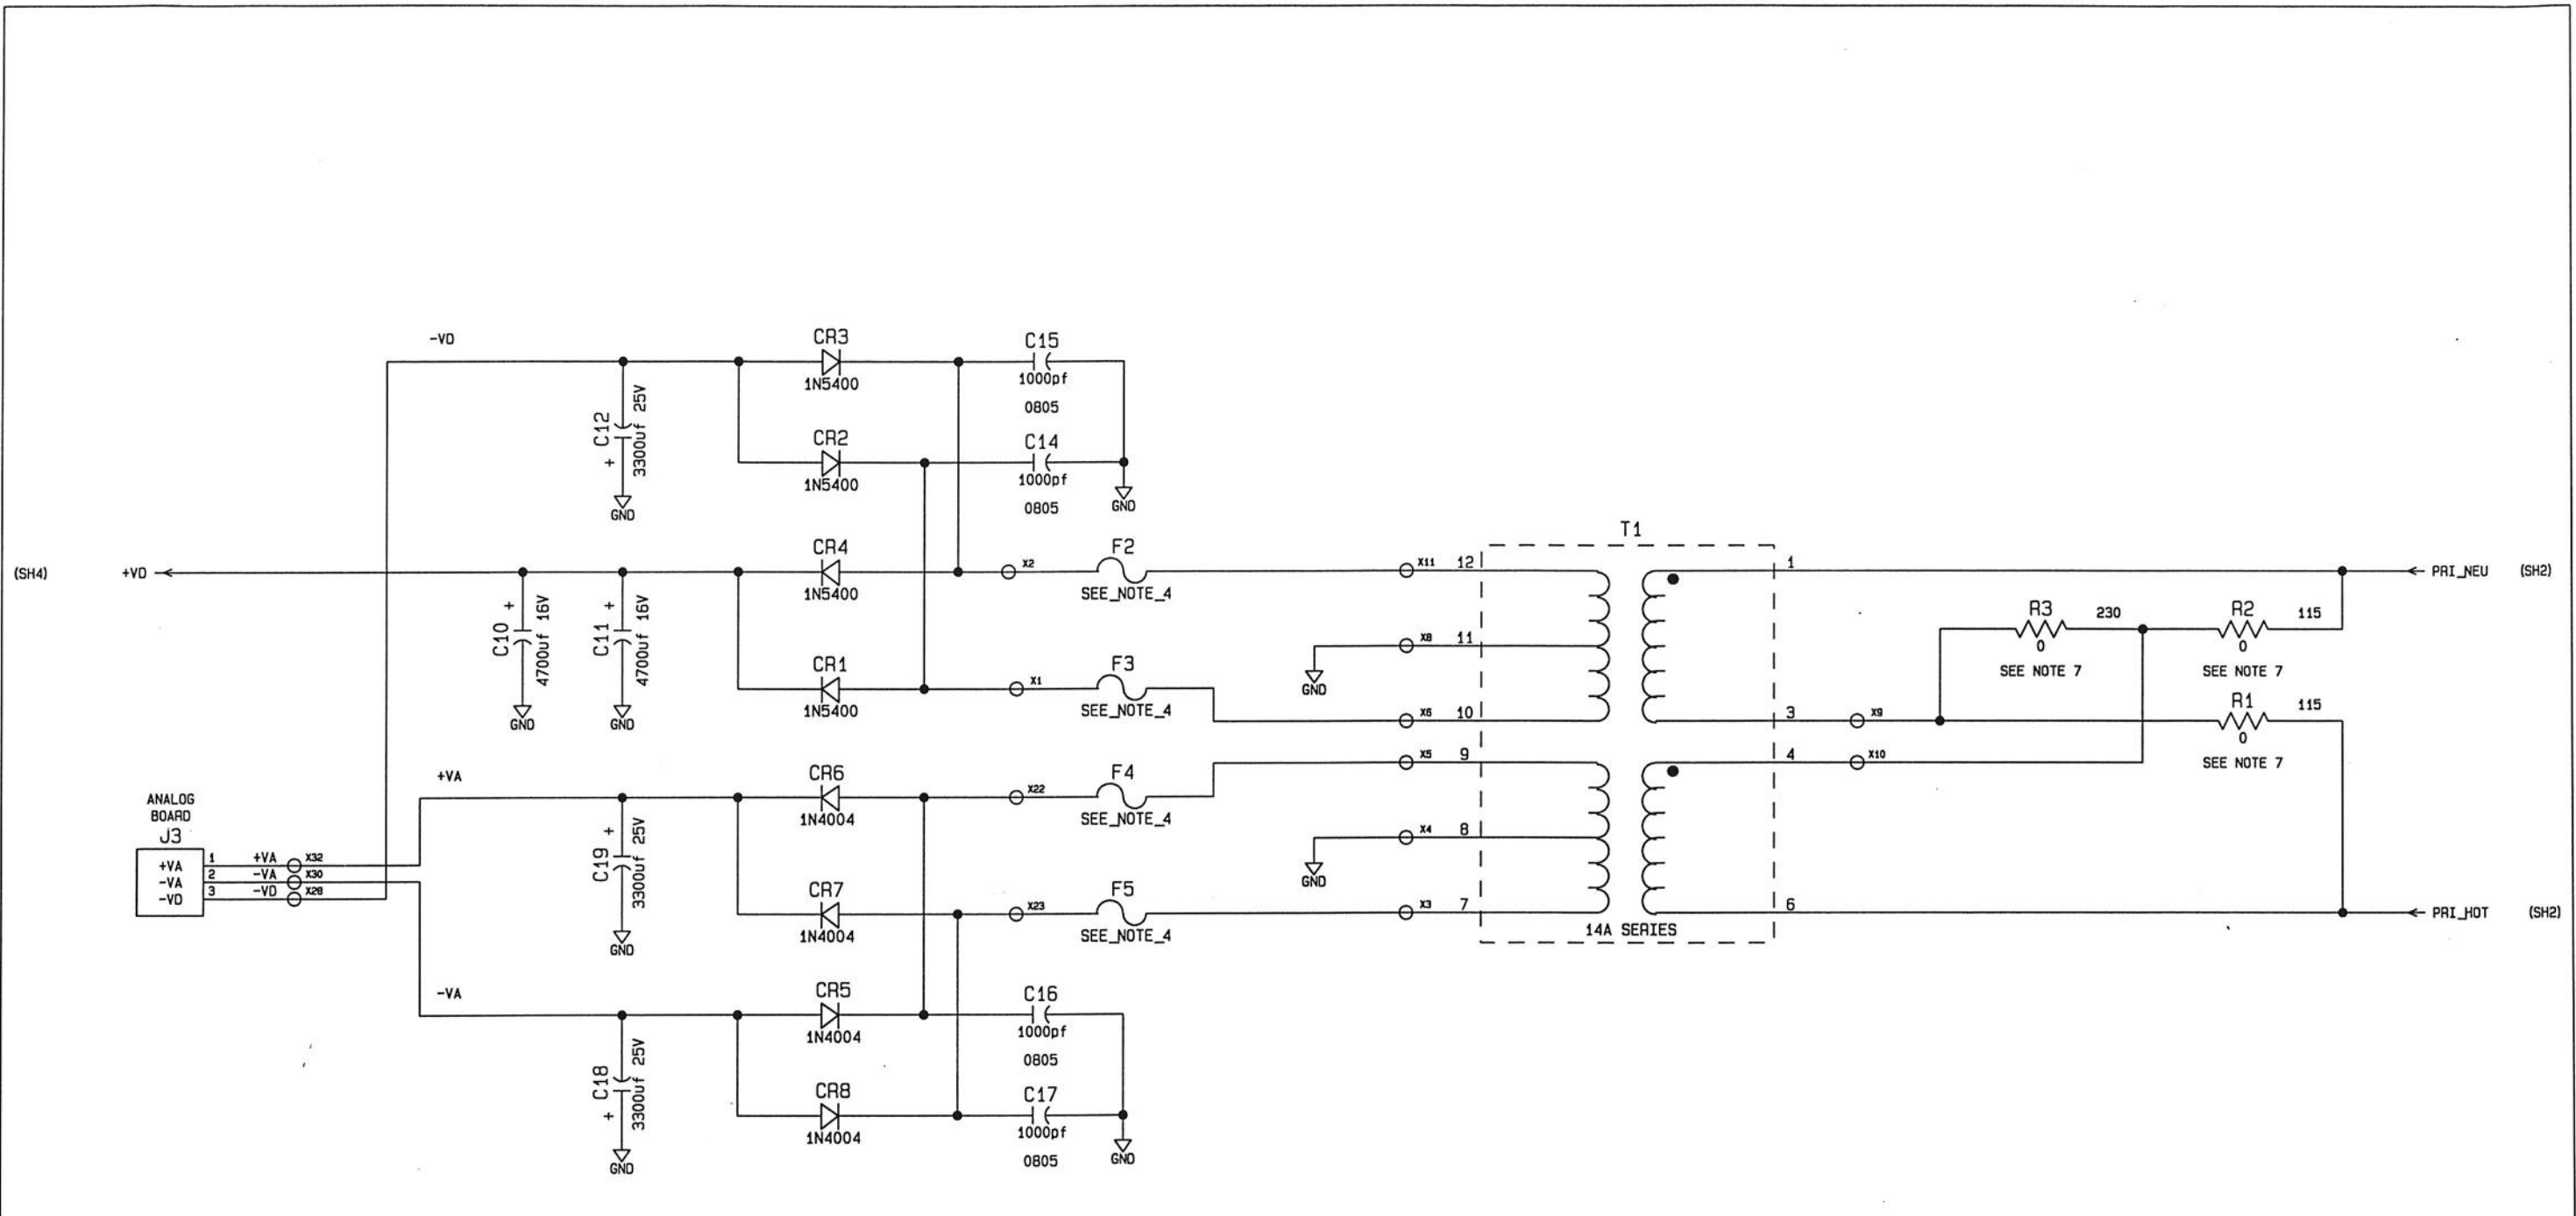 -VD
CR3
1N5400
C15
1000pf
0805
C12
+
3300uf 25V
GND
CR2
1N5400
C14
1000pf
0805
GND
(SH4)
+VD
CR4
1N5400
X2
F2
SEE_NOTE_4
C10
+
4700uf 16V
GND
C11
+
4700uf 16V
GND
CR1
1N5400
X1
F3
SEE_NOTE_4
T1
X11 12
X8 11
GND
X6 10
X5 9
X4 8
GND
X3 7
14A SERIES
1
3
4
6
X9
X10
PRI_NEU (SH2)
R3
230
0
SEE NOTE 7
R2
115
0
SEE NOTE 7
R1
115
0
SEE NOTE 7
PRI_HOT (SH2)
+VA
CR6
1N4004
X22
F4
SEE_NOTE_4
C19
+
3300uf 25V
GND
CR7
1N4004
X23
F5
SEE_NOTE_4
ANALOG
BOARD
J3
+VA 1 +VA X32
-VA 2 -VA X30
-VD 3 -VD X28
-VA
CR5
1N4004
C16
1000pf
0805
C18
+
3300uf 25V
GND
CR8
1N4004
C17
1000pf
0805
GND